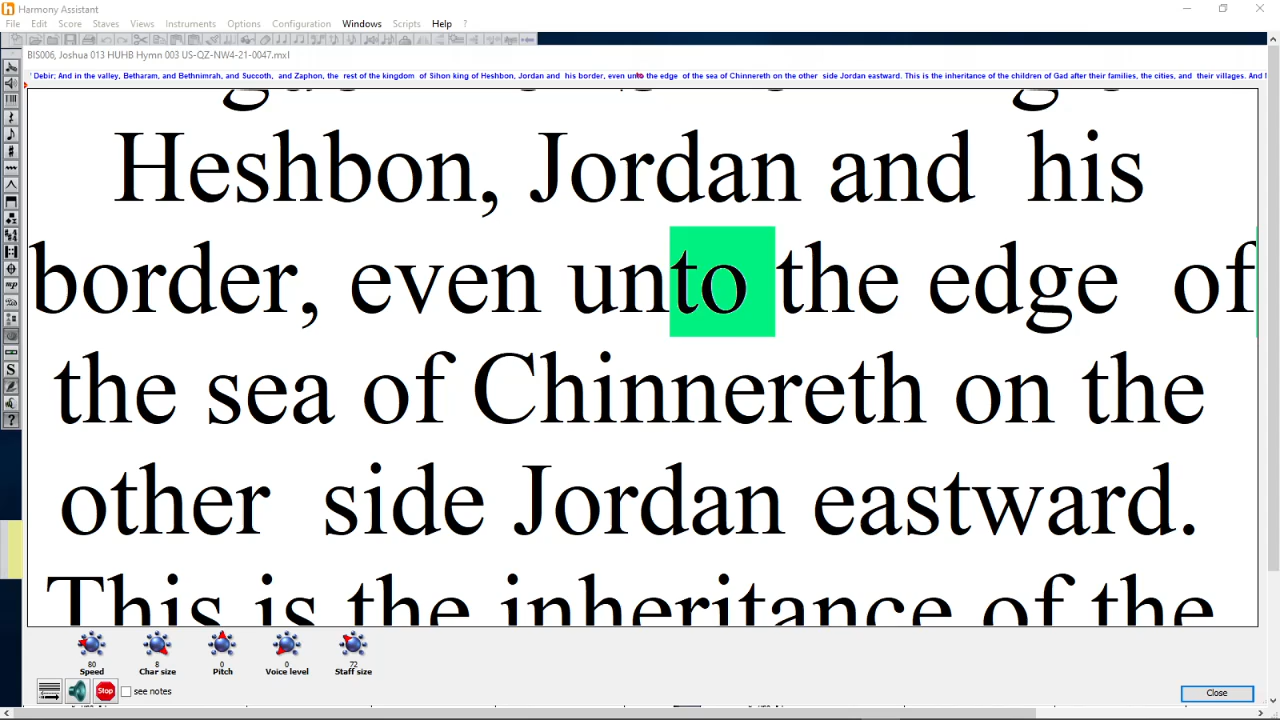 Harmony Assistant
File Edit Score Staves Views Instruments Options Configuration Windows Scripts Help ?
BIS006, Joshua 013 HUHB Hymn 003 US-QZ-NW4-21-0047.mxl
' Debir; And in the valley, Betharam, and Bethnimrah, and Succoth, and Zaphon, the rest of the kingdom of Sihon king of Heshbon, Jordan and his border, even unto the edge of the sea of Chinnereth on the other side Jordan eastward. This is the inheritance of the children of Gad after their families, the cities, and their villages. And
Heshbon, Jordan and his
border, even unto the edge of
the sea of Chinnereth on the
other side Jordan eastward.
This is the inheritance of the
80 8 0 0 72
Speed Char size Pitch Voice level Staff size
Stop see notes
Close